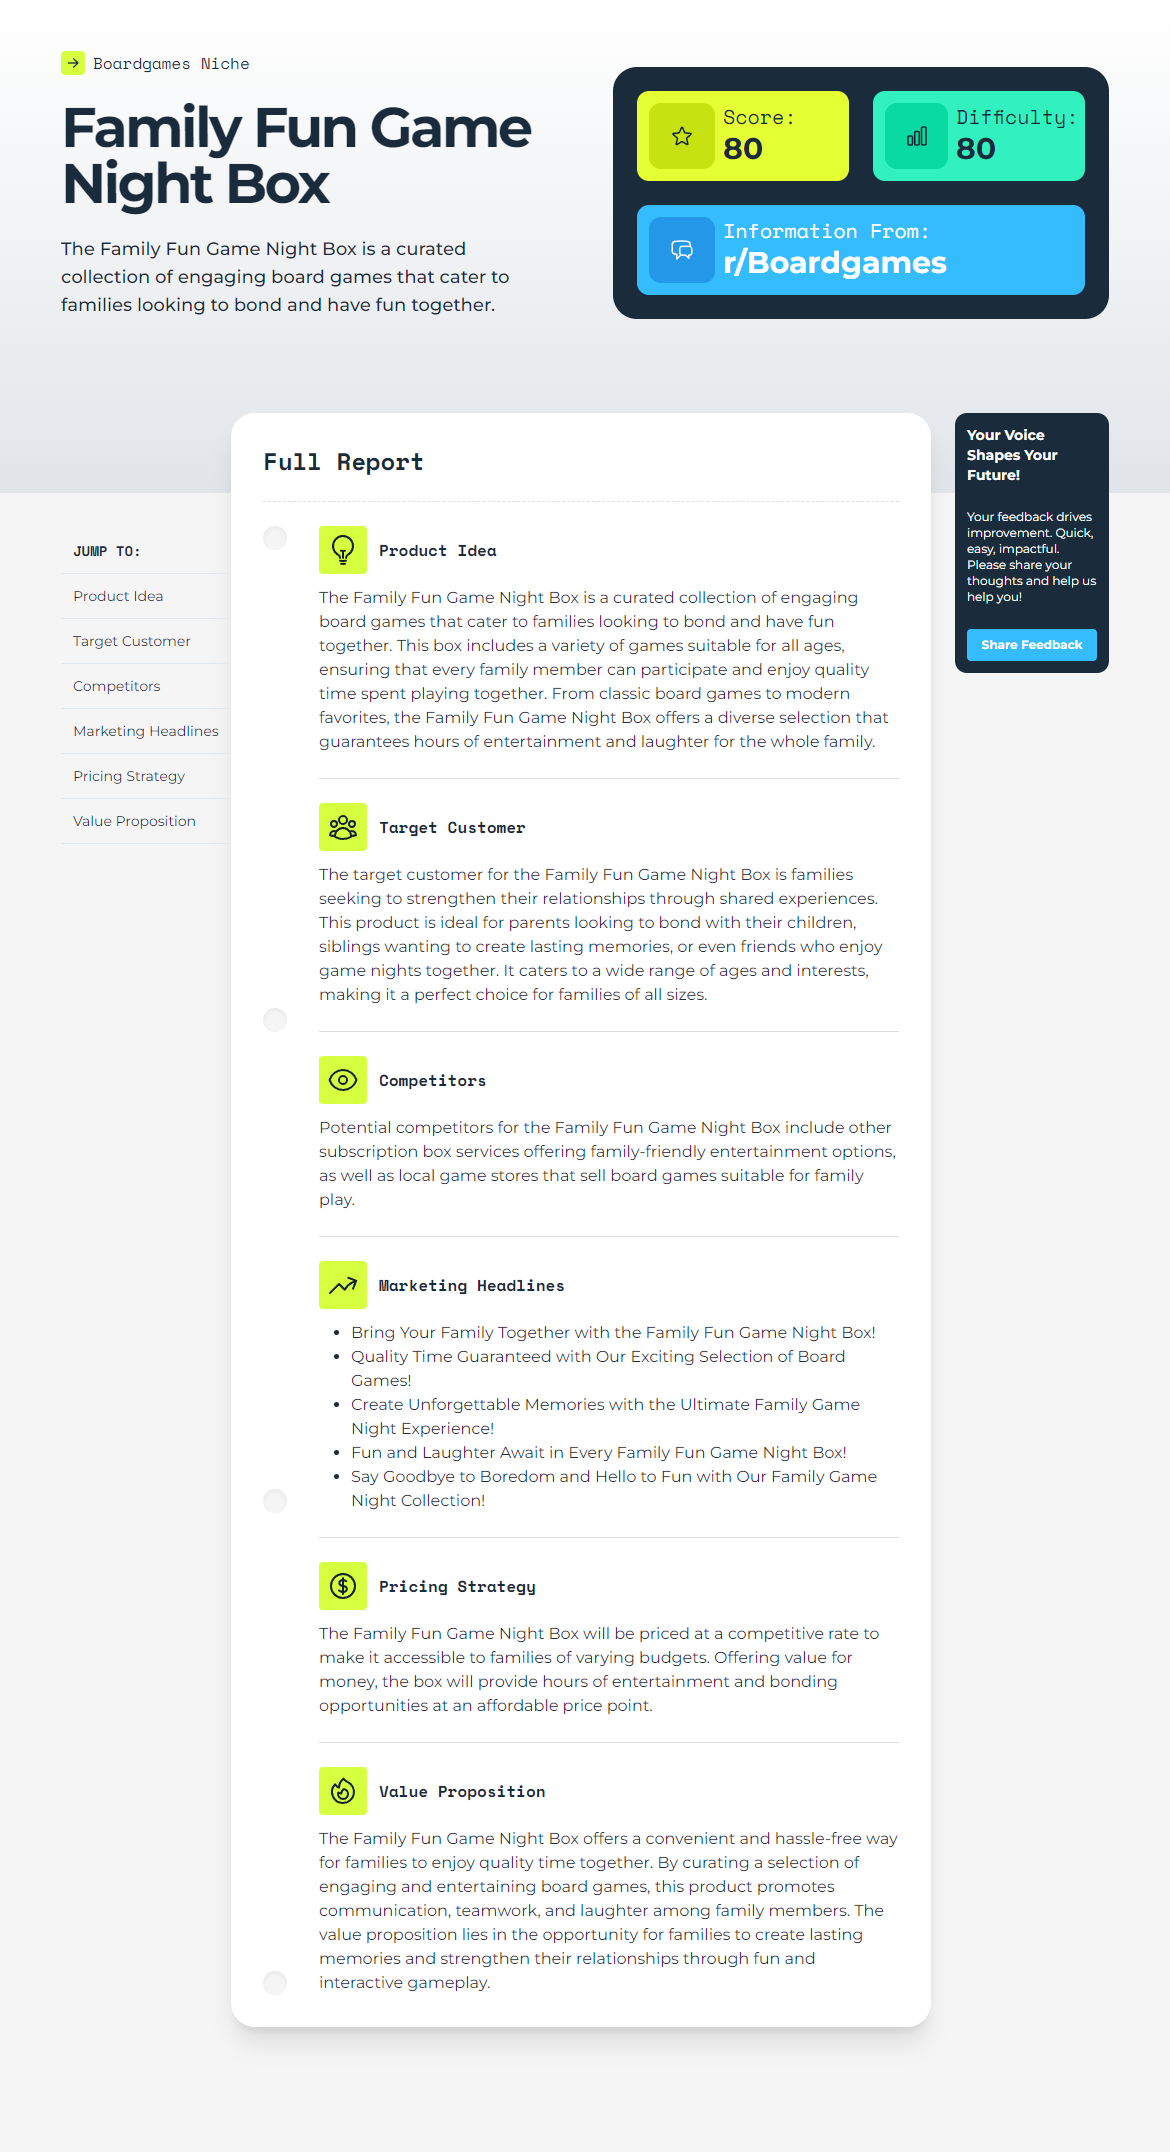 Boardgames Niche
Family Fun Game
Night Box
The Family Fun Game Night Box is a curated
collection of engaging board games that cater to
families looking to bond and have fun together.
Score:
80
Difficulty:
80
Information From:
r/Boardgames
JUMP TO:
Product Idea
Target Customer
Competitors
Marketing Headlines
Pricing Strategy
Value Proposition
Full Report
Product Idea
The Family Fun Game Night Box is a curated collection of engaging
board games that cater to families looking to bond and have fun
together. This box includes a variety of games suitable for all ages,
ensuring that every family member can participate and enjoy quality
time spent playing together. From classic board games to modern
favorites, the Family Fun Game Night Box offers a diverse selection that
guarantees hours of entertainment and laughter for the whole family.
Target Customer
The target customer for the Family Fun Game Night Box is families
seeking to strengthen their relationships through shared experiences.
This product is ideal for parents looking to bond with their children,
siblings wanting to create lasting memories, or even friends who enjoy
game nights together. It caters to a wide range of ages and interests,
making it a perfect choice for families of all sizes.
Competitors
Potential competitors for the Family Fun Game Night Box include other
subscription box services offering family-friendly entertainment options,
as well as local game stores that sell board games suitable for family
play.
Marketing Headlines
• Bring Your Family Together with the Family Fun Game Night Box!
• Quality Time Guaranteed with Our Exciting Selection of Board
Games!
• Create Unforgettable Memories with the Ultimate Family Game
Night Experience!
• Fun and Laughter Await in Every Family Fun Game Night Box!
• Say Goodbye to Boredom and Hello to Fun with Our Family Game
Night Collection!
Pricing Strategy
The Family Fun Game Night Box will be priced at a competitive rate to
make it accessible to families of varying budgets. Offering value for
money, the box will provide hours of entertainment and bonding
opportunities at an affordable price point.
Value Proposition
The Family Fun Game Night Box offers a convenient and hassle-free way
for families to enjoy quality time together. By curating a selection of
engaging and entertaining board games, this product promotes
communication, teamwork, and laughter among family members. The
value proposition lies in the opportunity for families to create lasting
memories and strengthen their relationships through fun and
interactive gameplay.
Your Voice
Shapes Your
Future!
Your feedback drives
improvement. Quick,
easy, impactful.
Please share your
thoughts and help us
help you!
Share Feedback